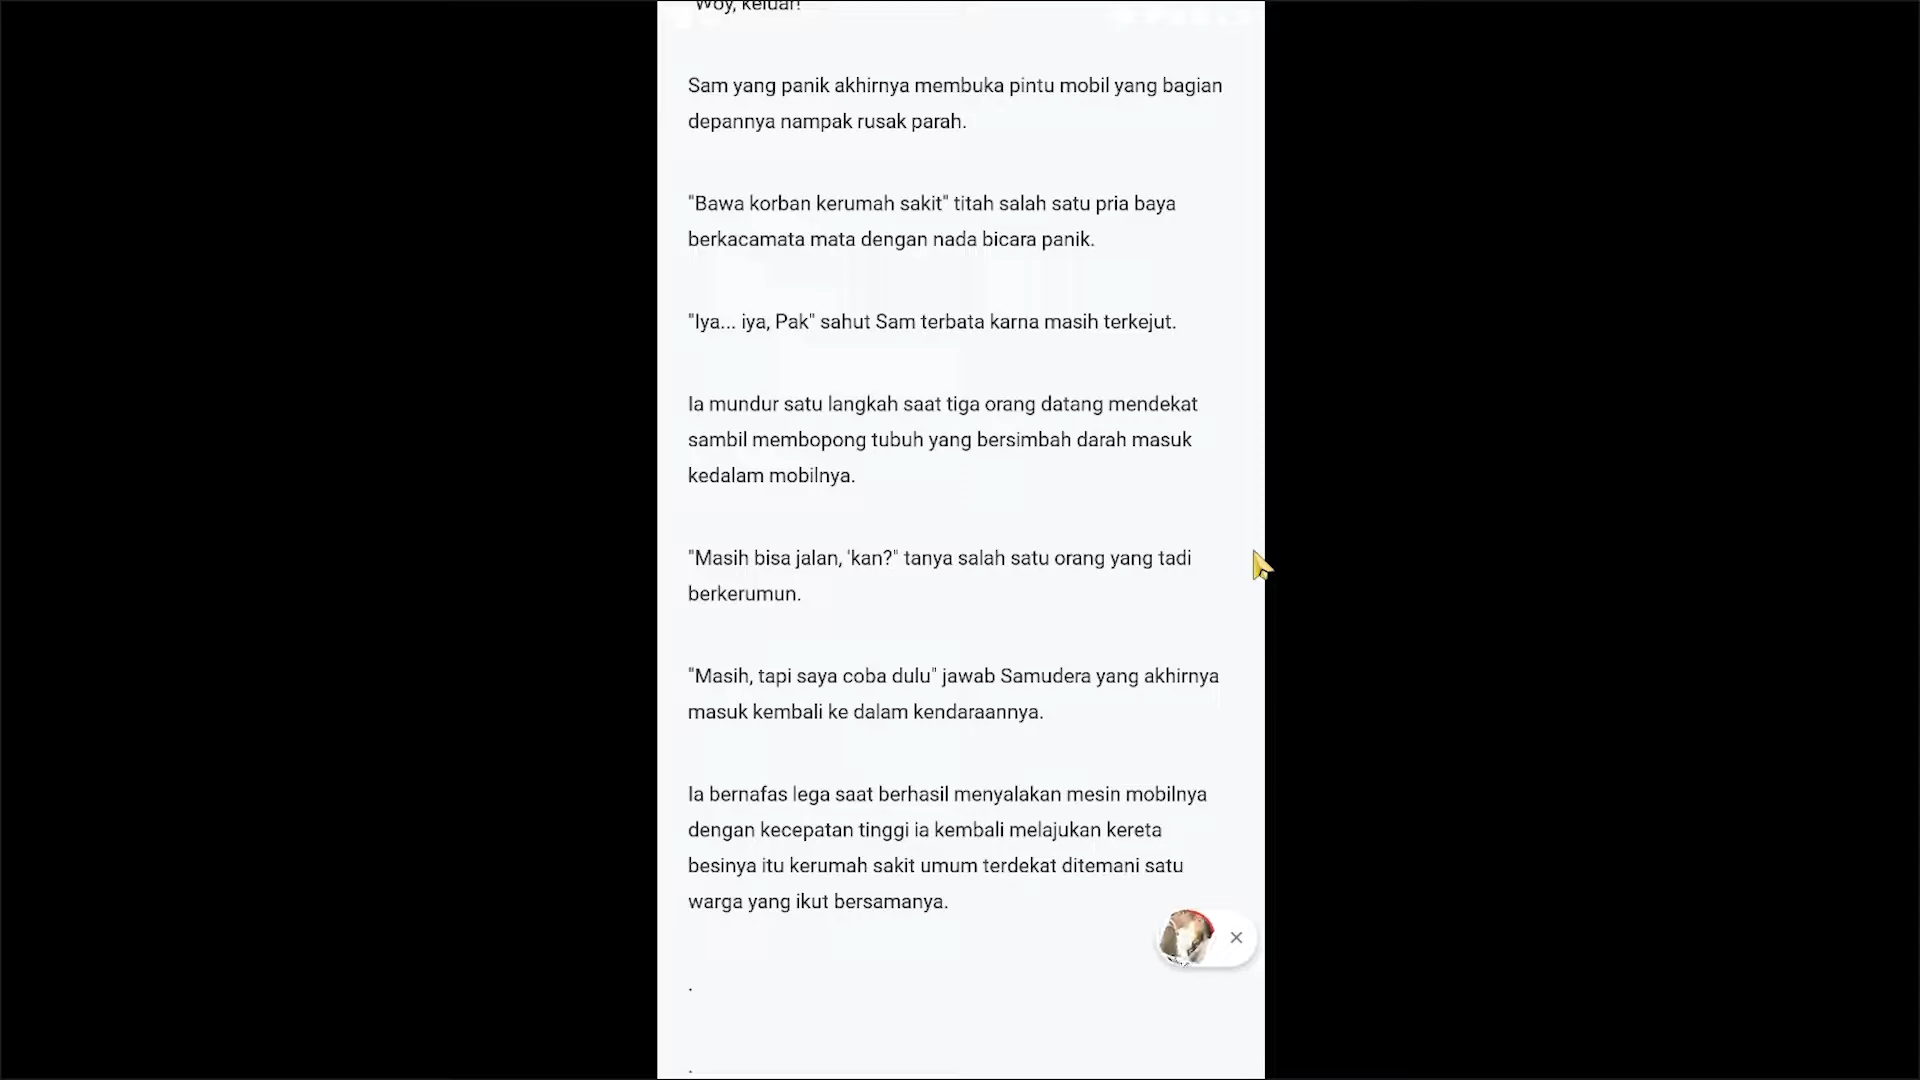 "Woy, keluar!"
Sam yang panik akhirnya membuka pintu mobil yang bagian
depannya nampak rusak parah.
"Bawa korban kerumah sakit" titah salah satu pria baya
berkacamata mata dengan nada bicara panik.
"Iya... iya, Pak" sahut Sam terbata karna masih terkejut.
Ia mundur satu langkah saat tiga orang datang mendekat
sambil membopong tubuh yang bersimbah darah masuk
kedalam mobilnya.
"Masih bisa jalan, 'kan?" tanya salah satu orang yang tadi
berkerumun.
"Masih, tapi saya coba dulu" jawab Samudera yang akhirnya
masuk kembali ke dalam kendaraannya.
Ia bernafas lega saat berhasil menyalakan mesin mobilnya
dengan kecepatan tinggi ia kembali melajukan kereta
besinya itu kerumah sakit umum terdekat ditemani satu
warga yang ikut bersamanya.
.
.